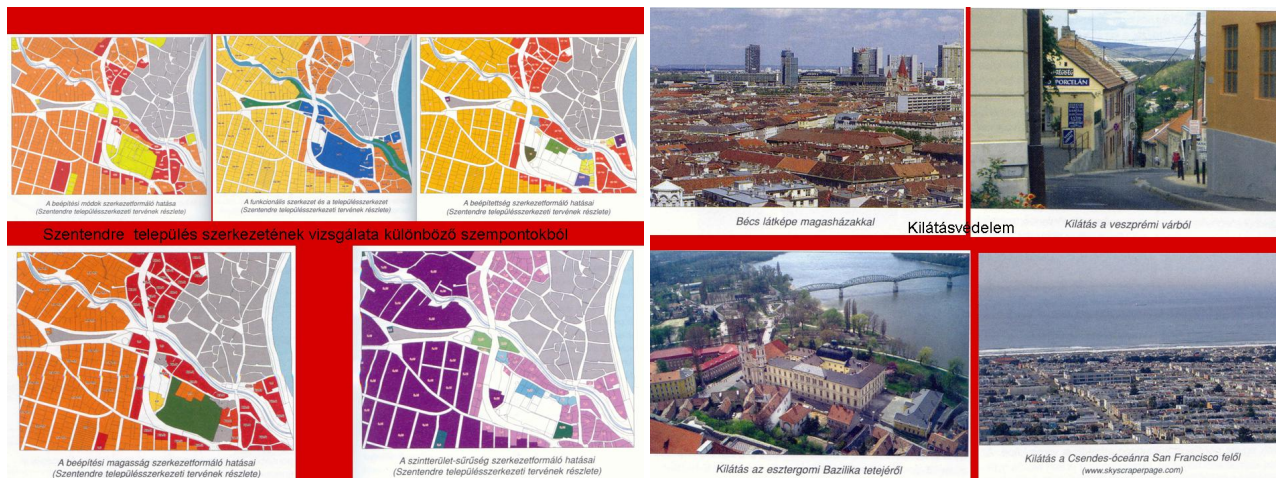 A beépítési módok szerkezetformáló hatása
(Szentendre településszerkezeti tervének részlete)
A funkcionális szerkezet és a településszerkezet
(Szentendre településszerkezeti tervének részlete)
A beépítettség szerkezetformáló hatásai
(Szentendre településszerkezeti tervének részlete)
Szentendre település szerkezetének vizsgálata különböző szempontokból
A beépítési magasság szerkezetformáló hatásai
(Szentendre településszerkezeti tervének részlete)
A szintterület-sűrűség szerkezetformáló hatásai
(Szentendre településszerkezeti tervének részlete)
Bécs látképe magasházakkal
PORCELÁN
Kilátás a veszprémi várból
Kilátásvédelem
Kilátás az esztergomi Bazilika tetejéről
Kilátás a Csendes-óceánra San Francisco felől
(www.skyscraperpage.com)